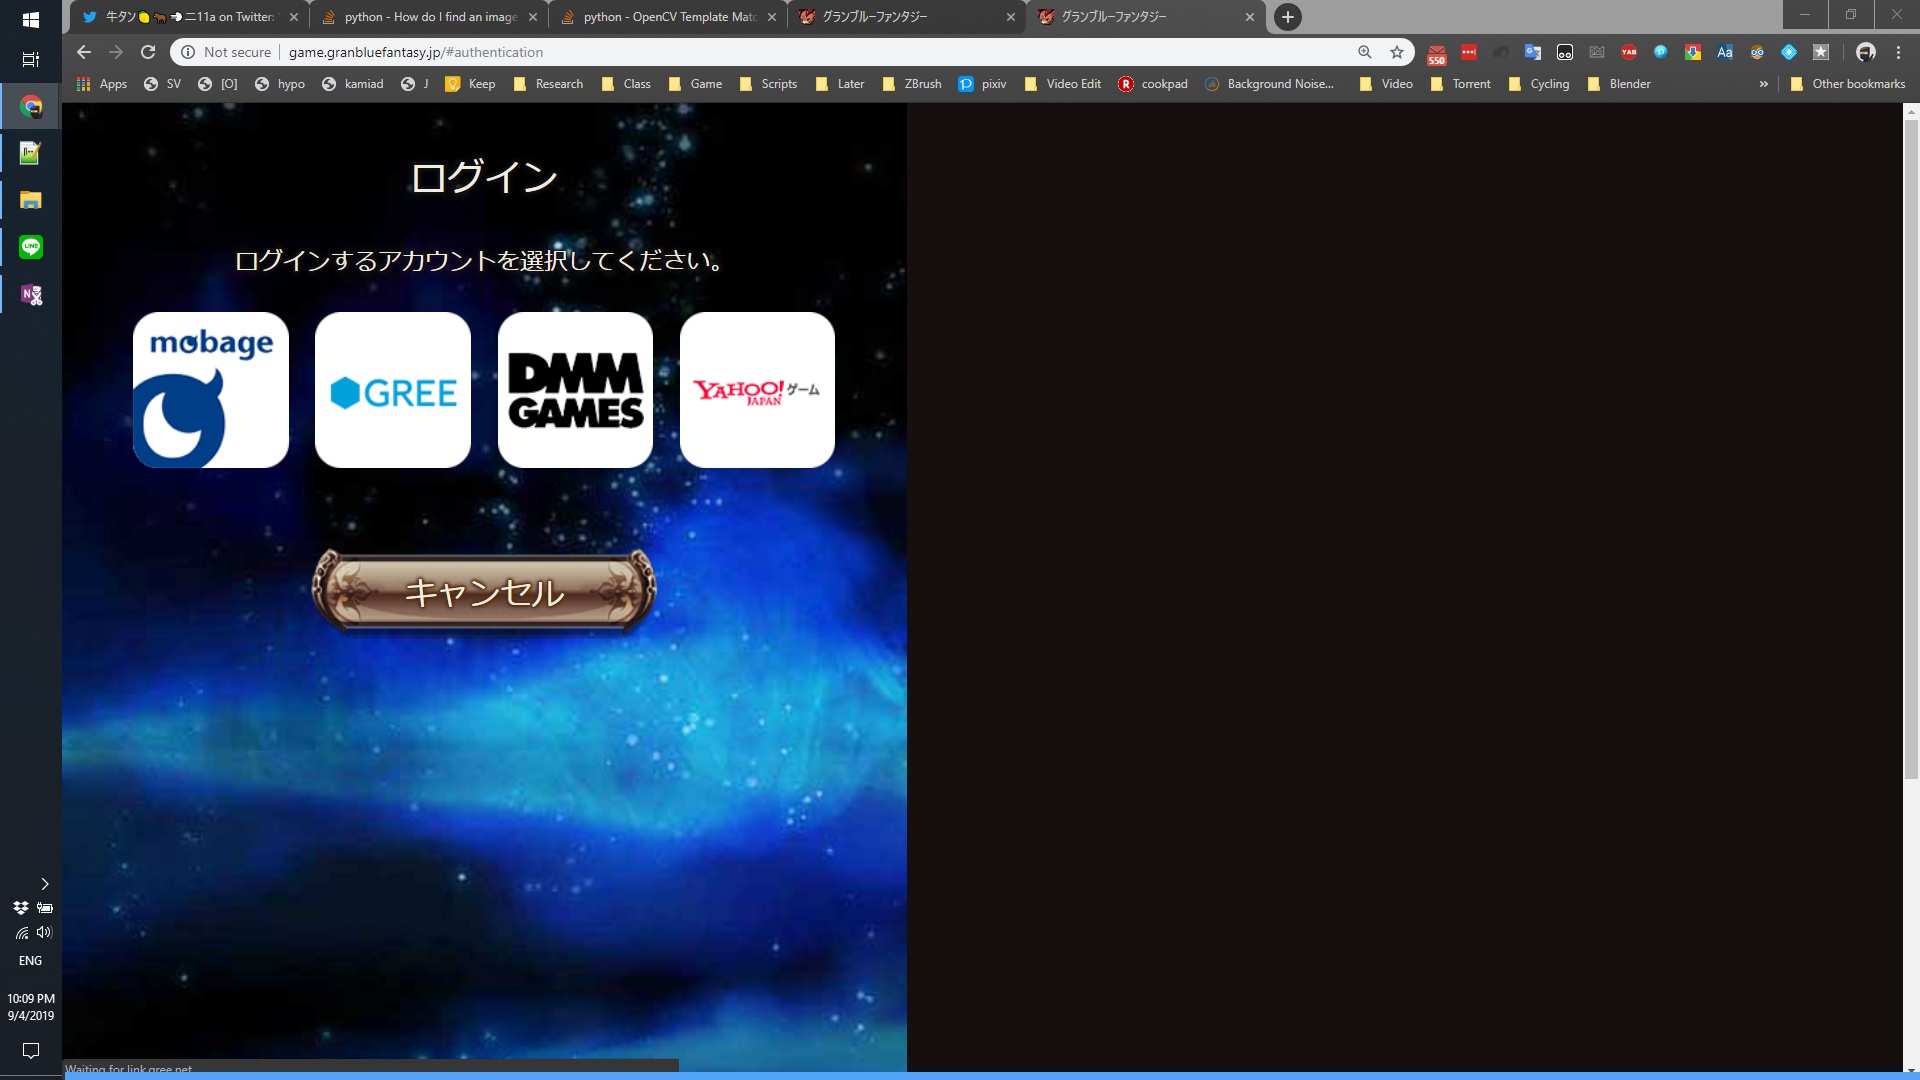 牛タン ニ11a on Twitter:
python - How do I find an image
python - OpenCV Template Matc
グランブルーファンタジー
グランブルーファンタジー
Not secure
game.granbluefantasy.jp/#authentication
550
Apps
SV
[O]
hypo
kamiad
J
Keep
Research
Class
Game
Scripts
Later
ZBrush
pixiv
Video Edit
cookpad
Background Noise...
Video
Torrent
Cycling
Blender
»
Other bookmarks
ログイン
ログインするアカウントを選択してください。
mobage
GREE
DMM
GAMES
YAHOO!
JAPAN
ゲーム
キャンセル
LINE
ENG
10:09 PM
9/4/2019
Waiting for link.gree.net